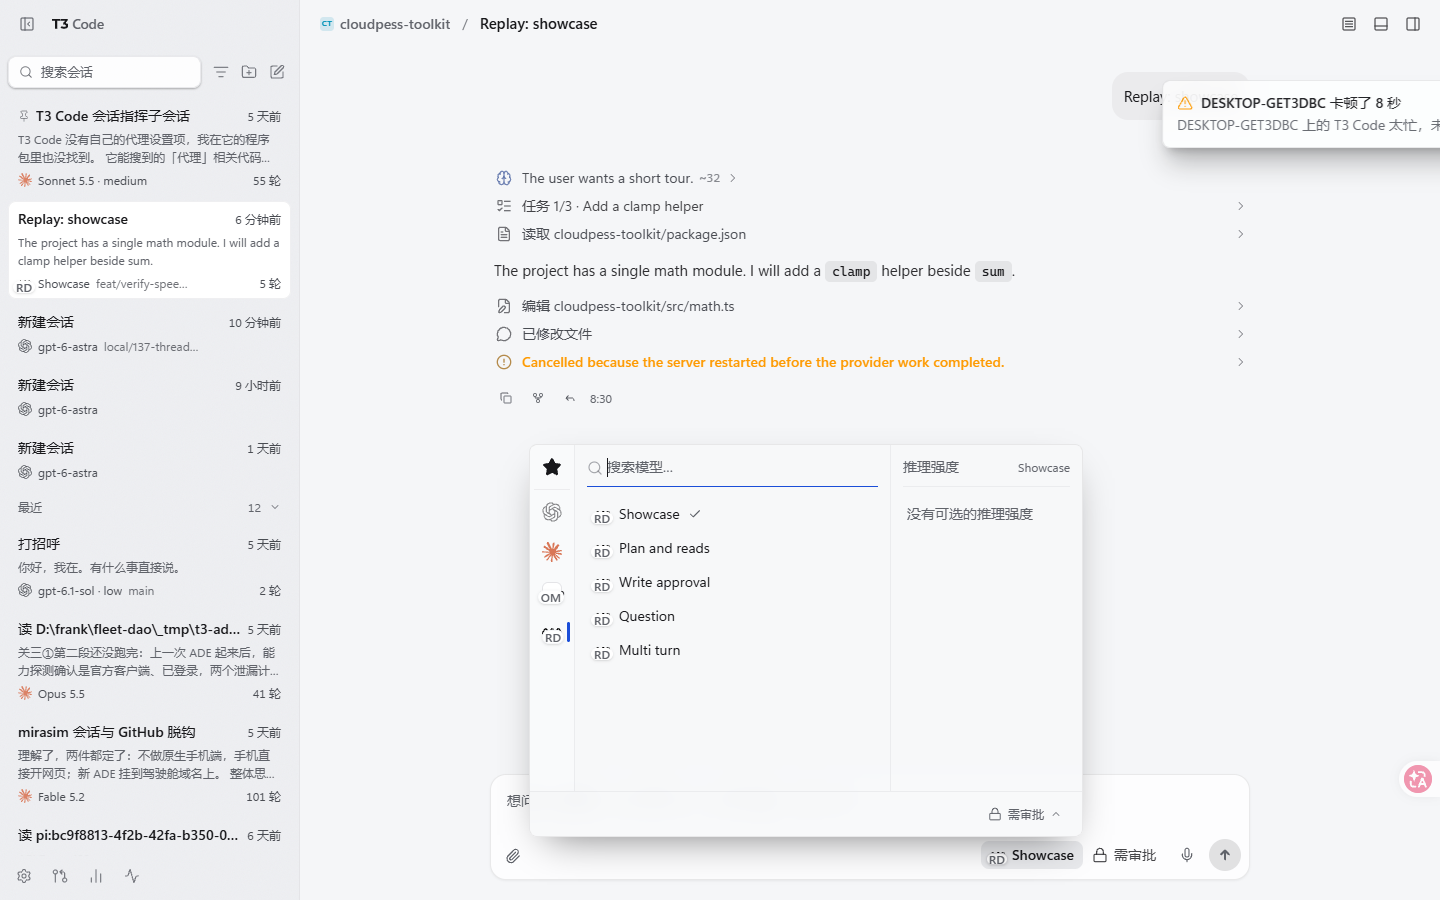 T3 Code
搜索会话
T3 Code 会话指挥子会话
5 天前
T3 Code 没有自己的代理设置项，我在它的程序
包里也没找到。 它能搜到的「代理」相关代码...
Sonnet 5.5 · medium
55 轮
Replay: showcase
6 分钟前
The project has a single math module. I will add a
clamp helper beside sum.
RD
Showcase feat/verify-spee...
5 轮
新建会话
10 分钟前
gpt-6-astra local/137-thread...
新建会话
9 小时前
gpt-6-astra
新建会话
1 天前
gpt-6-astra
最近
12
打招呼
5 天前
你好，我在。有什么事直接说。
gpt-6.1-sol · low main
2 轮
读 D:\frank\fleet-dao\_tmp\t3-ad...
5 天前
关三①第二段还没跑完：上一次 ADE 起来后，能
力探测确认是官方客户端、已登录，两个泄漏计...
Opus 5.5
41 轮
mirasim 会话与 GitHub 脱钩
5 天前
理解了，两件都定了：不做原生手机端，手机直
接开网页；新 ADE 挂到驾驶舱域名上。 整体思...
Fable 5.2
101 轮
读 pi:bc9f8813-4f2b-42fa-b350-0...
6 天前
CT cloudpess-toolkit / Replay: showcase
Replay
DESKTOP-GET3DBC 卡顿了 8 秒
DESKTOP-GET3DBC 上的 T3 Code 太忙，未
The user wants a short tour. ~32
任务 1/3 · Add a clamp helper
读取 cloudpess-toolkit/package.json
The project has a single math module. I will add a clamp helper beside sum.
编辑 cloudpess-toolkit/src/math.ts
已修改文件
Cancelled because the server restarted before the provider work completed.
8:30
搜索模型...
推理强度
Showcase
RD Showcase
没有可选的推理强度
RD Plan and reads
RD Write approval
RD Question
RD Multi turn
OM
RD
需审批
想问
RD Showcase
需审批